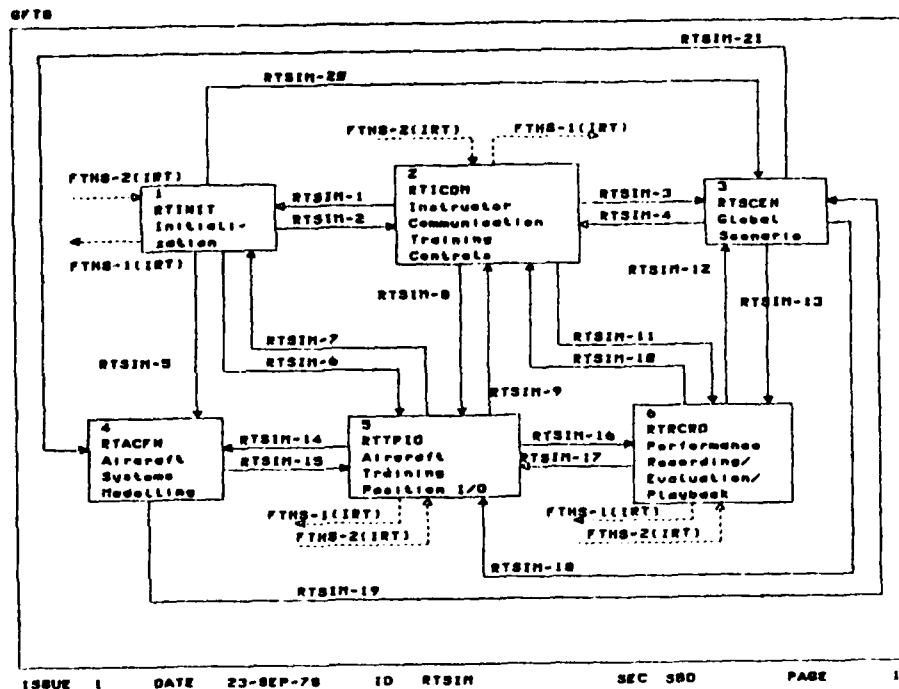 GFTS
RTSIM-21
RTSIM-20
FTMS-2(IRT)
FTMS-1(IRT)
FTMS-2(IRT)
1
RTINIT
Initiali-
zation
FTMS-1(IRT)
RTSIM-1
RTSIM-2
2
RTICOM
Instructor
Communication
Training
Controls
RTSIM-3
RTSIM-4
3
RTSCEN
Global
Scenario
RTSIM-12
RTSIM-13
RTSIM-8
RTSIM-7
RTSIM-6
RTSIM-5
RTSIM-11
RTSIM-10
RTSIM-9
4
RTACFM
Aircraft
Systems
Modelling
RTSIM-14
RTSIM-15
5
RTTPIO
Aircraft
Training
Position I/O
RTSIM-16
RTSIM-17
6
RTRCRD
Performance
Recording/
Evaluation/
Playback
FTMS-1(IRT)
FTMS-2(IRT)
FTMS-1(IRT)
FTMS-2(IRT)
RTSIM-18
RTSIM-19
ISSUE 1 DATE 23-SEP-78 ID RTSIM SEC SBD PAGE 1